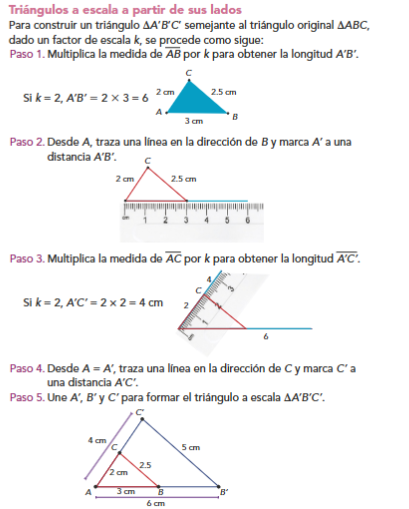 Triángulos a escala a partir de sus lados
Para construir un triángulo ΔA'B'C' semejante al triángulo original ΔABC,
dado un factor de escala k, se procede como sigue:
Paso 1. Multiplica la medida de AB por k para obtener la longitud A'B'.
C
Si k = 2, A'B' = 2 × 3 = 6
2 cm
2.5 cm
A
B
3 cm
Paso 2. Desde A, traza una línea en la dirección de B y marca A' a una
distancia A'B'.
C
2 cm
2.5 cm
cm 1 2 3 4 5 6
Paso 3. Multiplica la medida de AC por k para obtener la longitud A'C'.
4
C
3
Si k = 2, A'C' = 2 x 2 = 4 cm
2
2
1
cm
6
Paso 4. Desde A = A', traza una línea en la dirección de C y marca C' a
una distancia A'C'.
Paso 5. Une A', B' y C' para formar el triángulo a escala ΔA'B'C'.
C'
4 cm
C
5 cm
2 cm
2.5
A
3 cm
B
B'
6 cm